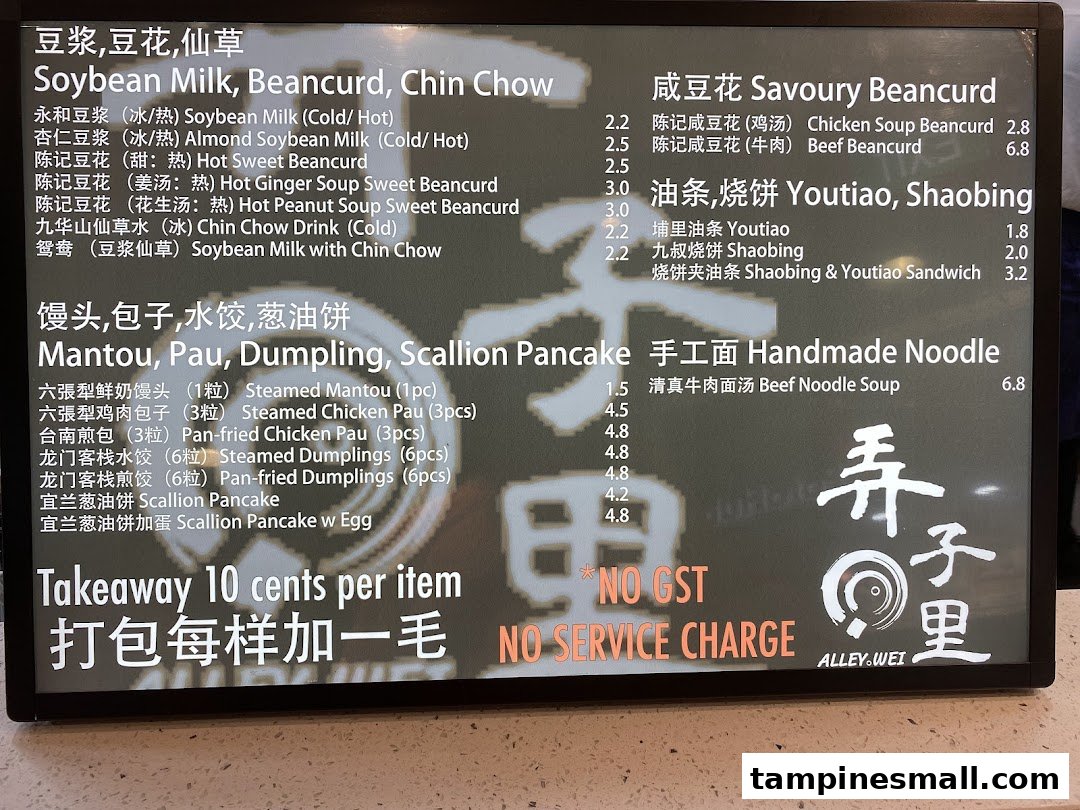 豆浆,豆花,仙草
Soybean Milk, Beancurd, Chin Chow
永和豆浆（冰/热) Soybean Milk (Cold/ Hot) 2.2
杏仁豆浆（冰/热) Almond Soybean Milk (Cold/ Hot) 2.5
陈记豆花（甜：热) Hot Sweet Beancurd 2.5
陈记豆花（姜汤：热) Hot Ginger Soup Sweet Beancurd 3.0
陈记豆花（花生汤：热) Hot Peanut Soup Sweet Beancurd 3.0
九华山仙草水（冰) Chin Chow Drink (Cold) 2.2
鸳鸯（豆浆仙草）Soybean Milk with Chin Chow 2.2
馒头,包子,水饺,葱油饼
Mantou, Pau, Dumpling, Scallion Pancake
六張犁鲜奶馒头（1粒） Steamed Mantou (1pc) 1.5
六張犁鸡肉包子（3粒） Steamed Chicken Pau (3pcs) 4.5
台南煎包（3粒）Pan-fried Chicken Pau (3pcs) 4.8
龙门客栈水饺（6粒）Steamed Dumplings (6pcs) 4.8
龙门客栈煎饺（6粒）Pan-fried Dumplings (6pcs) 4.8
宜兰葱油饼 Scallion Pancake 4.2
宜兰葱油饼加蛋 Scallion Pancake w Egg 4.8
Takeaway 10 cents per item
打包每样加一毛
咸豆花 Savoury Beancurd
陈记咸豆花 (鸡汤） Chicken Soup Beancurd 2.8
陈记咸豆花 (牛肉） Beef Beancurd 6.8
油条,烧饼 Youtiao, Shaobing
埔里油条 Youtiao 1.8
九叔烧饼 Shaobing 2.0
烧饼夹油条 Shaobing & Youtiao Sandwich 3.2
手工面 Handmade Noodle
清真牛肉面汤 Beef Noodle Soup 6.8
*NO GST
NO SERVICE CHARGE
弄子里
ALLEY.WEI
子里
ALLEY.WEI
tampinesmall.com